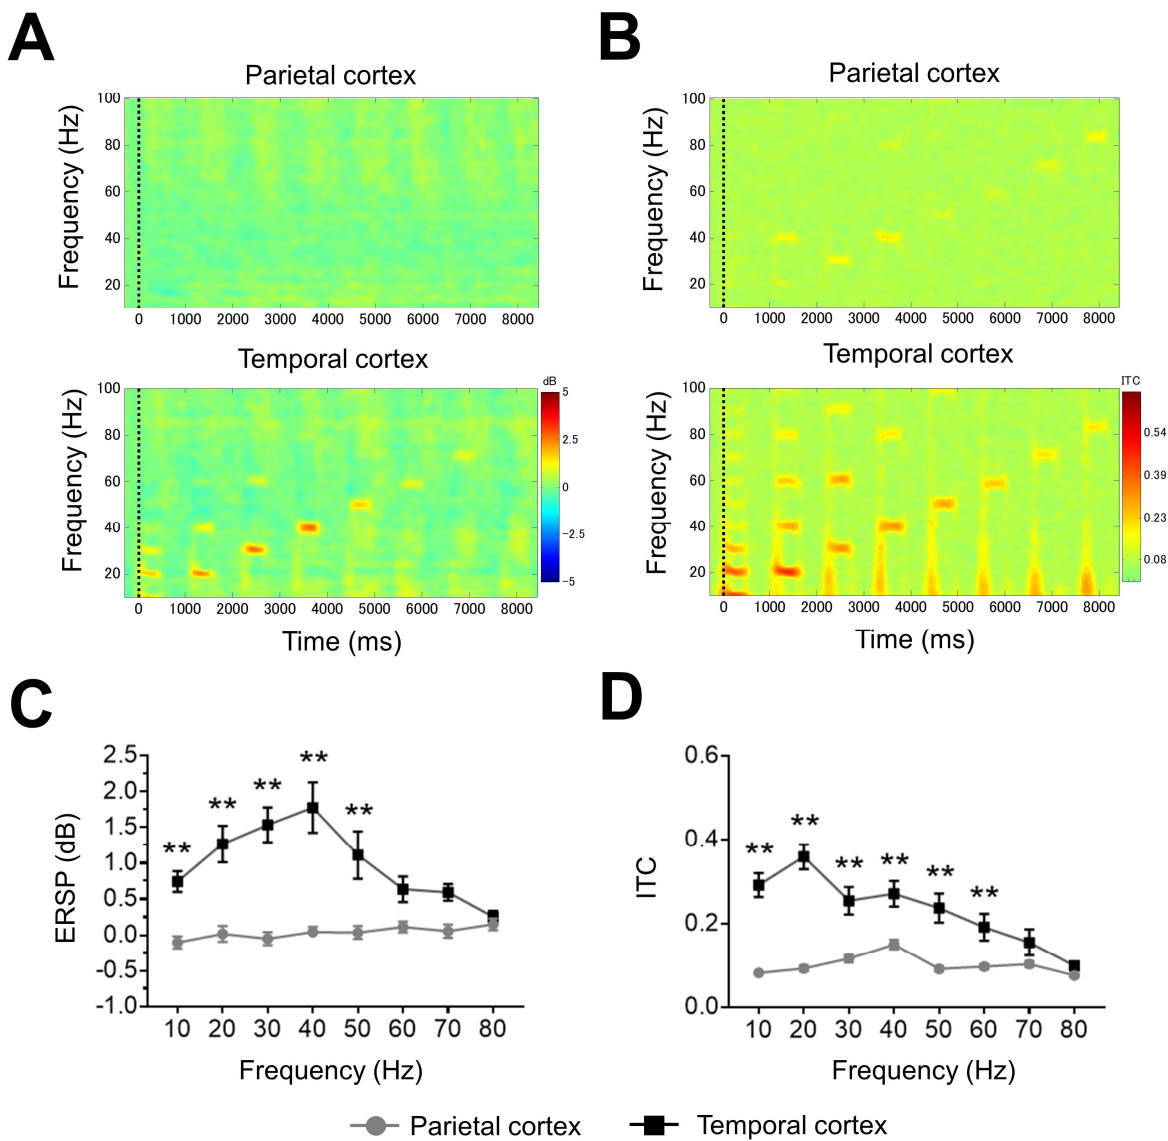 A
Parietal cortex
Frequency (Hz)
100
80
60
40
20
0 1000 2000 3000 4000 5000 6000 7000 8000
Temporal cortex
Frequency (Hz)
100
80
60
40
20
0 1000 2000 3000 4000 5000 6000 7000 8000
Time (ms)
dB
5
2.5
0
−2.5
−5
B
Parietal cortex
Frequency (Hz)
100
80
60
40
20
0 1000 2000 3000 4000 5000 6000 7000 8000
Temporal cortex
Frequency (Hz)
100
80
60
40
20
0 1000 2000 3000 4000 5000 6000 7000 8000
Time (ms)
ITC
0.54
0.39
0.23
0.08
C
ERSP (dB)
2.5
2.0
1.5
1.0
0.5
0.0
-0.5
-1.0
** ** ** ** **
10 20 30 40 50 60 70 80
Frequency (Hz)
D
ITC
0.6
0.4
0.2
0.0
** ** ** ** ** **
10 20 30 40 50 60 70 80
Frequency (Hz)
Parietal cortex Temporal cortex